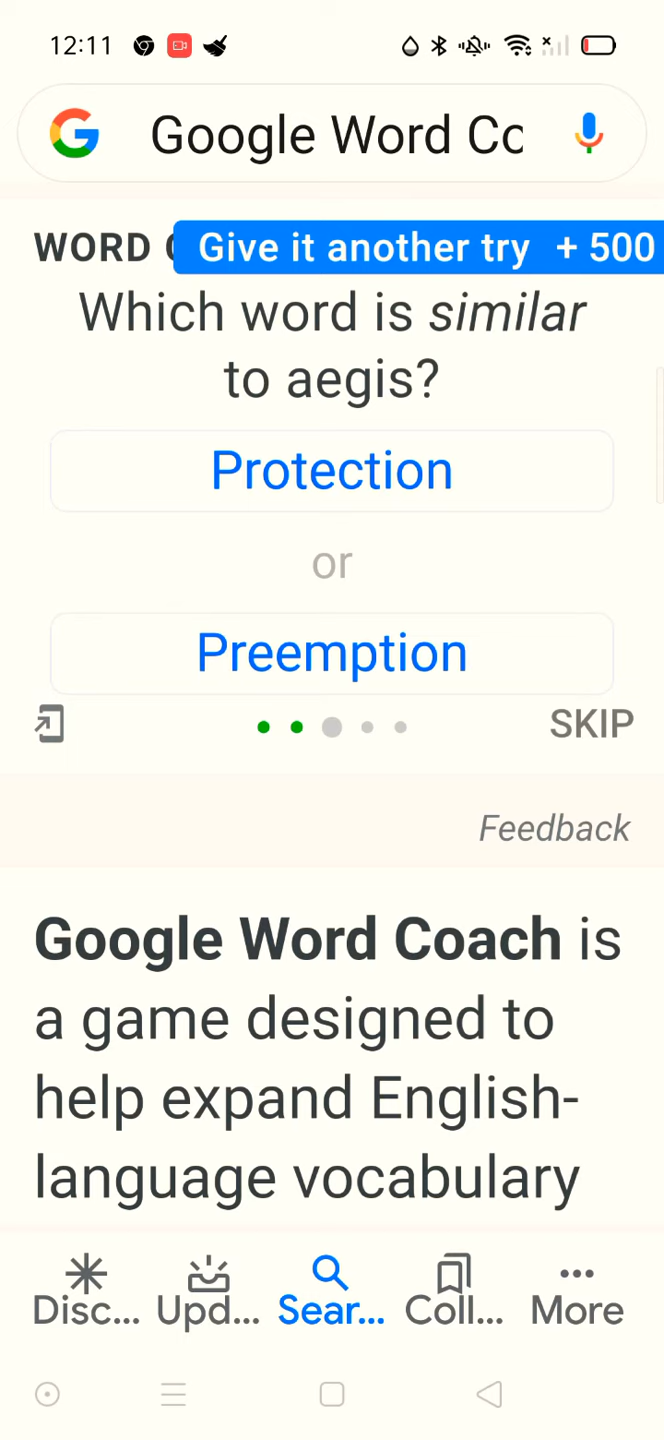 12:11
Google Word Co
WORD
Give it another try + 500
Which word is similar
to aegis?
Protection
or
Preemption
SKIP
Feedback
Google Word Coach is
a game designed to
help expand English-
language vocabulary
Disc... Upd... Sear... Coll... More